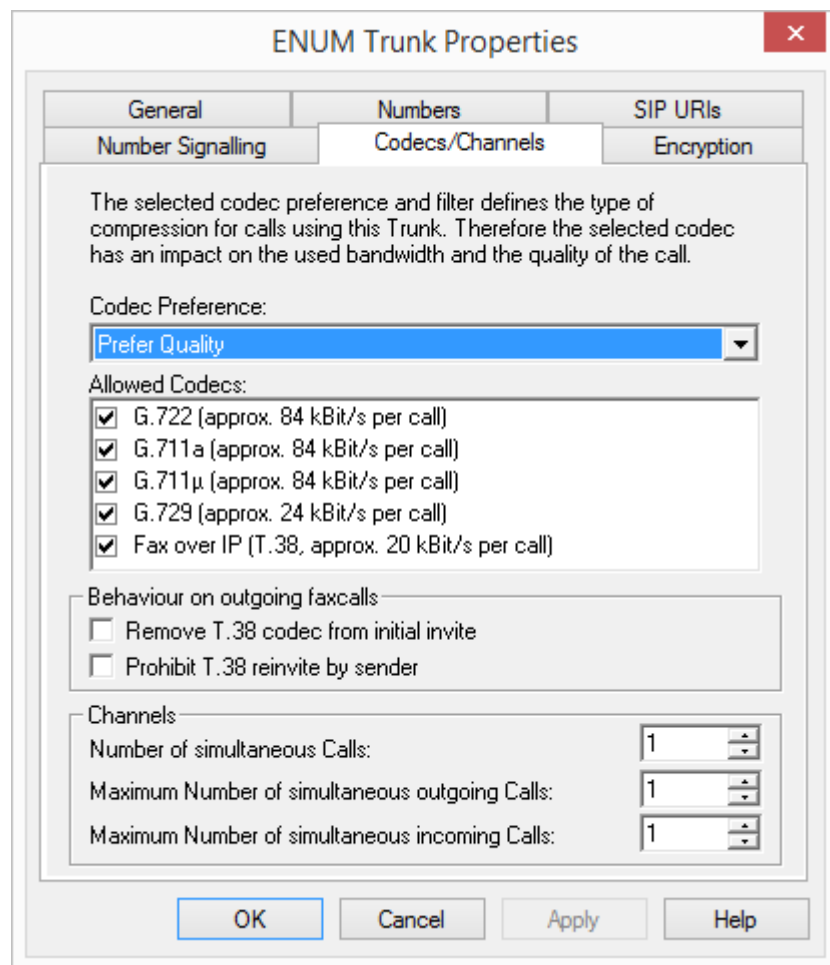 ENUM Trunk Properties
General Numbers SIP URIs
Number Signalling Codecs/Channels Encryption
The selected codec preference and filter defines the type of
compression for calls using this Trunk. Therefore the selected codec
has an impact on the used bandwidth and the quality of the call.
Codec Preference:
Prefer Quality
Allowed Codecs:
G.722 (approx. 84 kBit/s per call)
G.711a (approx. 84 kBit/s per call)
G.711µ (approx. 84 kBit/s per call)
G.729 (approx. 24 kBit/s per call)
Fax over IP (T.38, approx. 20 kBit/s per call)
Behaviour on outgoing faxcalls
Remove T.38 codec from initial invite
Prohibit T.38 reinvite by sender
Channels
Number of simultaneous Calls: 1
Maximum Number of simultaneous outgoing Calls: 1
Maximum Number of simultaneous incoming Calls: 1
OK Cancel Apply Help